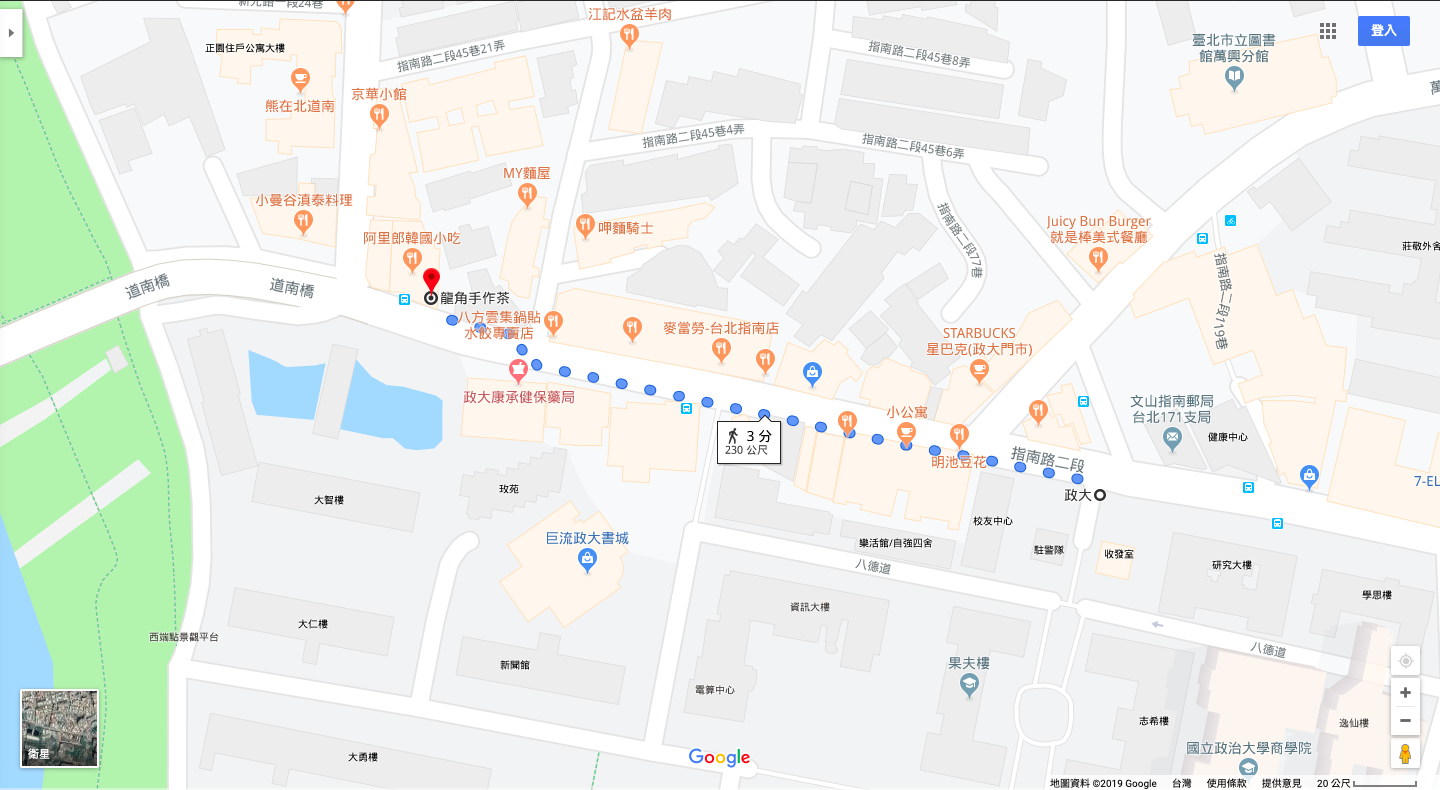 新光路一段24巷
江記水盆羊肉
登入
正園住戶公寓大樓
指南路二段45巷21弄
指南路二段45巷8弄
臺北市立圖書
館萬興分館
萬
熊在北道南
京華小館
指南路二段45巷4弄
指南路二段45巷6弄
MY麵屋
小曼谷滇泰料理
呷麵騎士
指南路二段77巷
Juicy Bun Burger
就是棒美式餐廳
阿里郎韓國小吃
莊敬外舍
道南橋
道南橋
龍角手作茶
指南路二段119巷
八方雲集鍋貼
水餃專賣店
麥當勞-台北指南店
STARBUCKS
星巴克(政大門市)
政大康承健保藥局
小公寓
文山指南郵局
台北171支局
3 分
230 公尺
健康中心
明池豆花
指南路二段
7-EL
政大
大智樓
玫苑
校友中心
巨流政大書城
樂活館/自強四舍
駐警隊
收發室
八德道
研究大樓
學思樓
資訊大樓
大仁樓
西端點景觀平台
八德道
新聞館
果夫樓
電算中心
志希樓
逸仙樓
衛星
大勇樓
Google
國立政治大學商學院
地圖資料 ©2019 Google
台灣
使用條款
提供意見
20 公尺